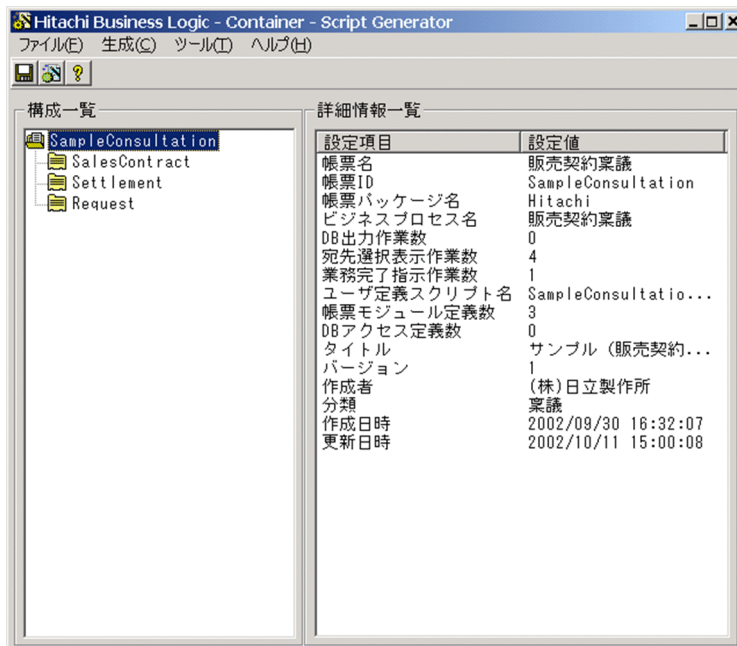 Hitachi Business Logic - Container - Script Generator
ファイル(F) 生成(C) ツール(T) ヘルプ(H)
構成一覧
SampleConsultation
SalesContract
Settlement
Request
詳細情報一覧
設定項目 設定値
帳票名 販売契約稟議
帳票ID SampleConsultation
帳票パッケージ名 Hitachi
ビジネスプロセス名 販売契約稟議
DB出力作業数 0
宛先選択表示作業数 4
業務完了指示作業数 1
ユーザ定義スクリプト名 SampleConsultatio...
帳票モジュール定義数 3
DBアクセス定義数 0
タイトル サンプル（販売契約...
バージョン 1
作成者 (株)日立製作所
分類 稟議
作成日時 2002/09/30 16:32:07
更新日時 2002/10/11 15:00:08